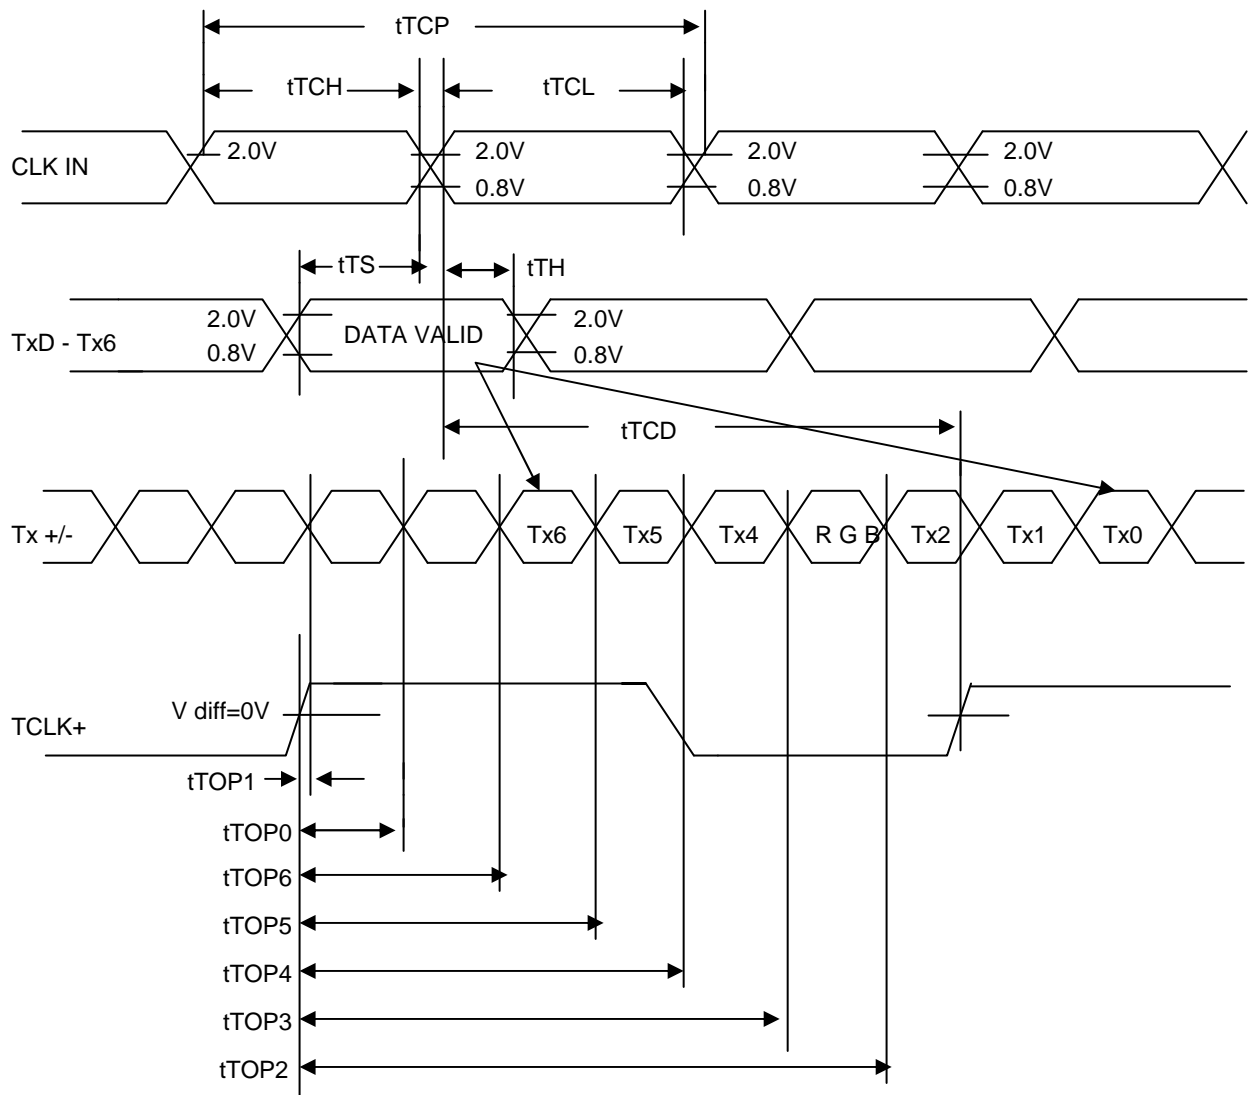 tTCP
tTCH
tTCL
CLK IN
2.0V
2.0V
2.0V
2.0V
0.8V
0.8V
0.8V
tTS
tTH
TxD - Tx6
2.0V
0.8V
DATA VALID
2.0V
0.8V
tTCD
Tx +/-
Tx6
Tx5
Tx4
R G B
Tx2
Tx1
Tx0
TCLK+
V diff=0V
tTOP1
tTOP0
tTOP6
tTOP5
tTOP4
tTOP3
tTOP2